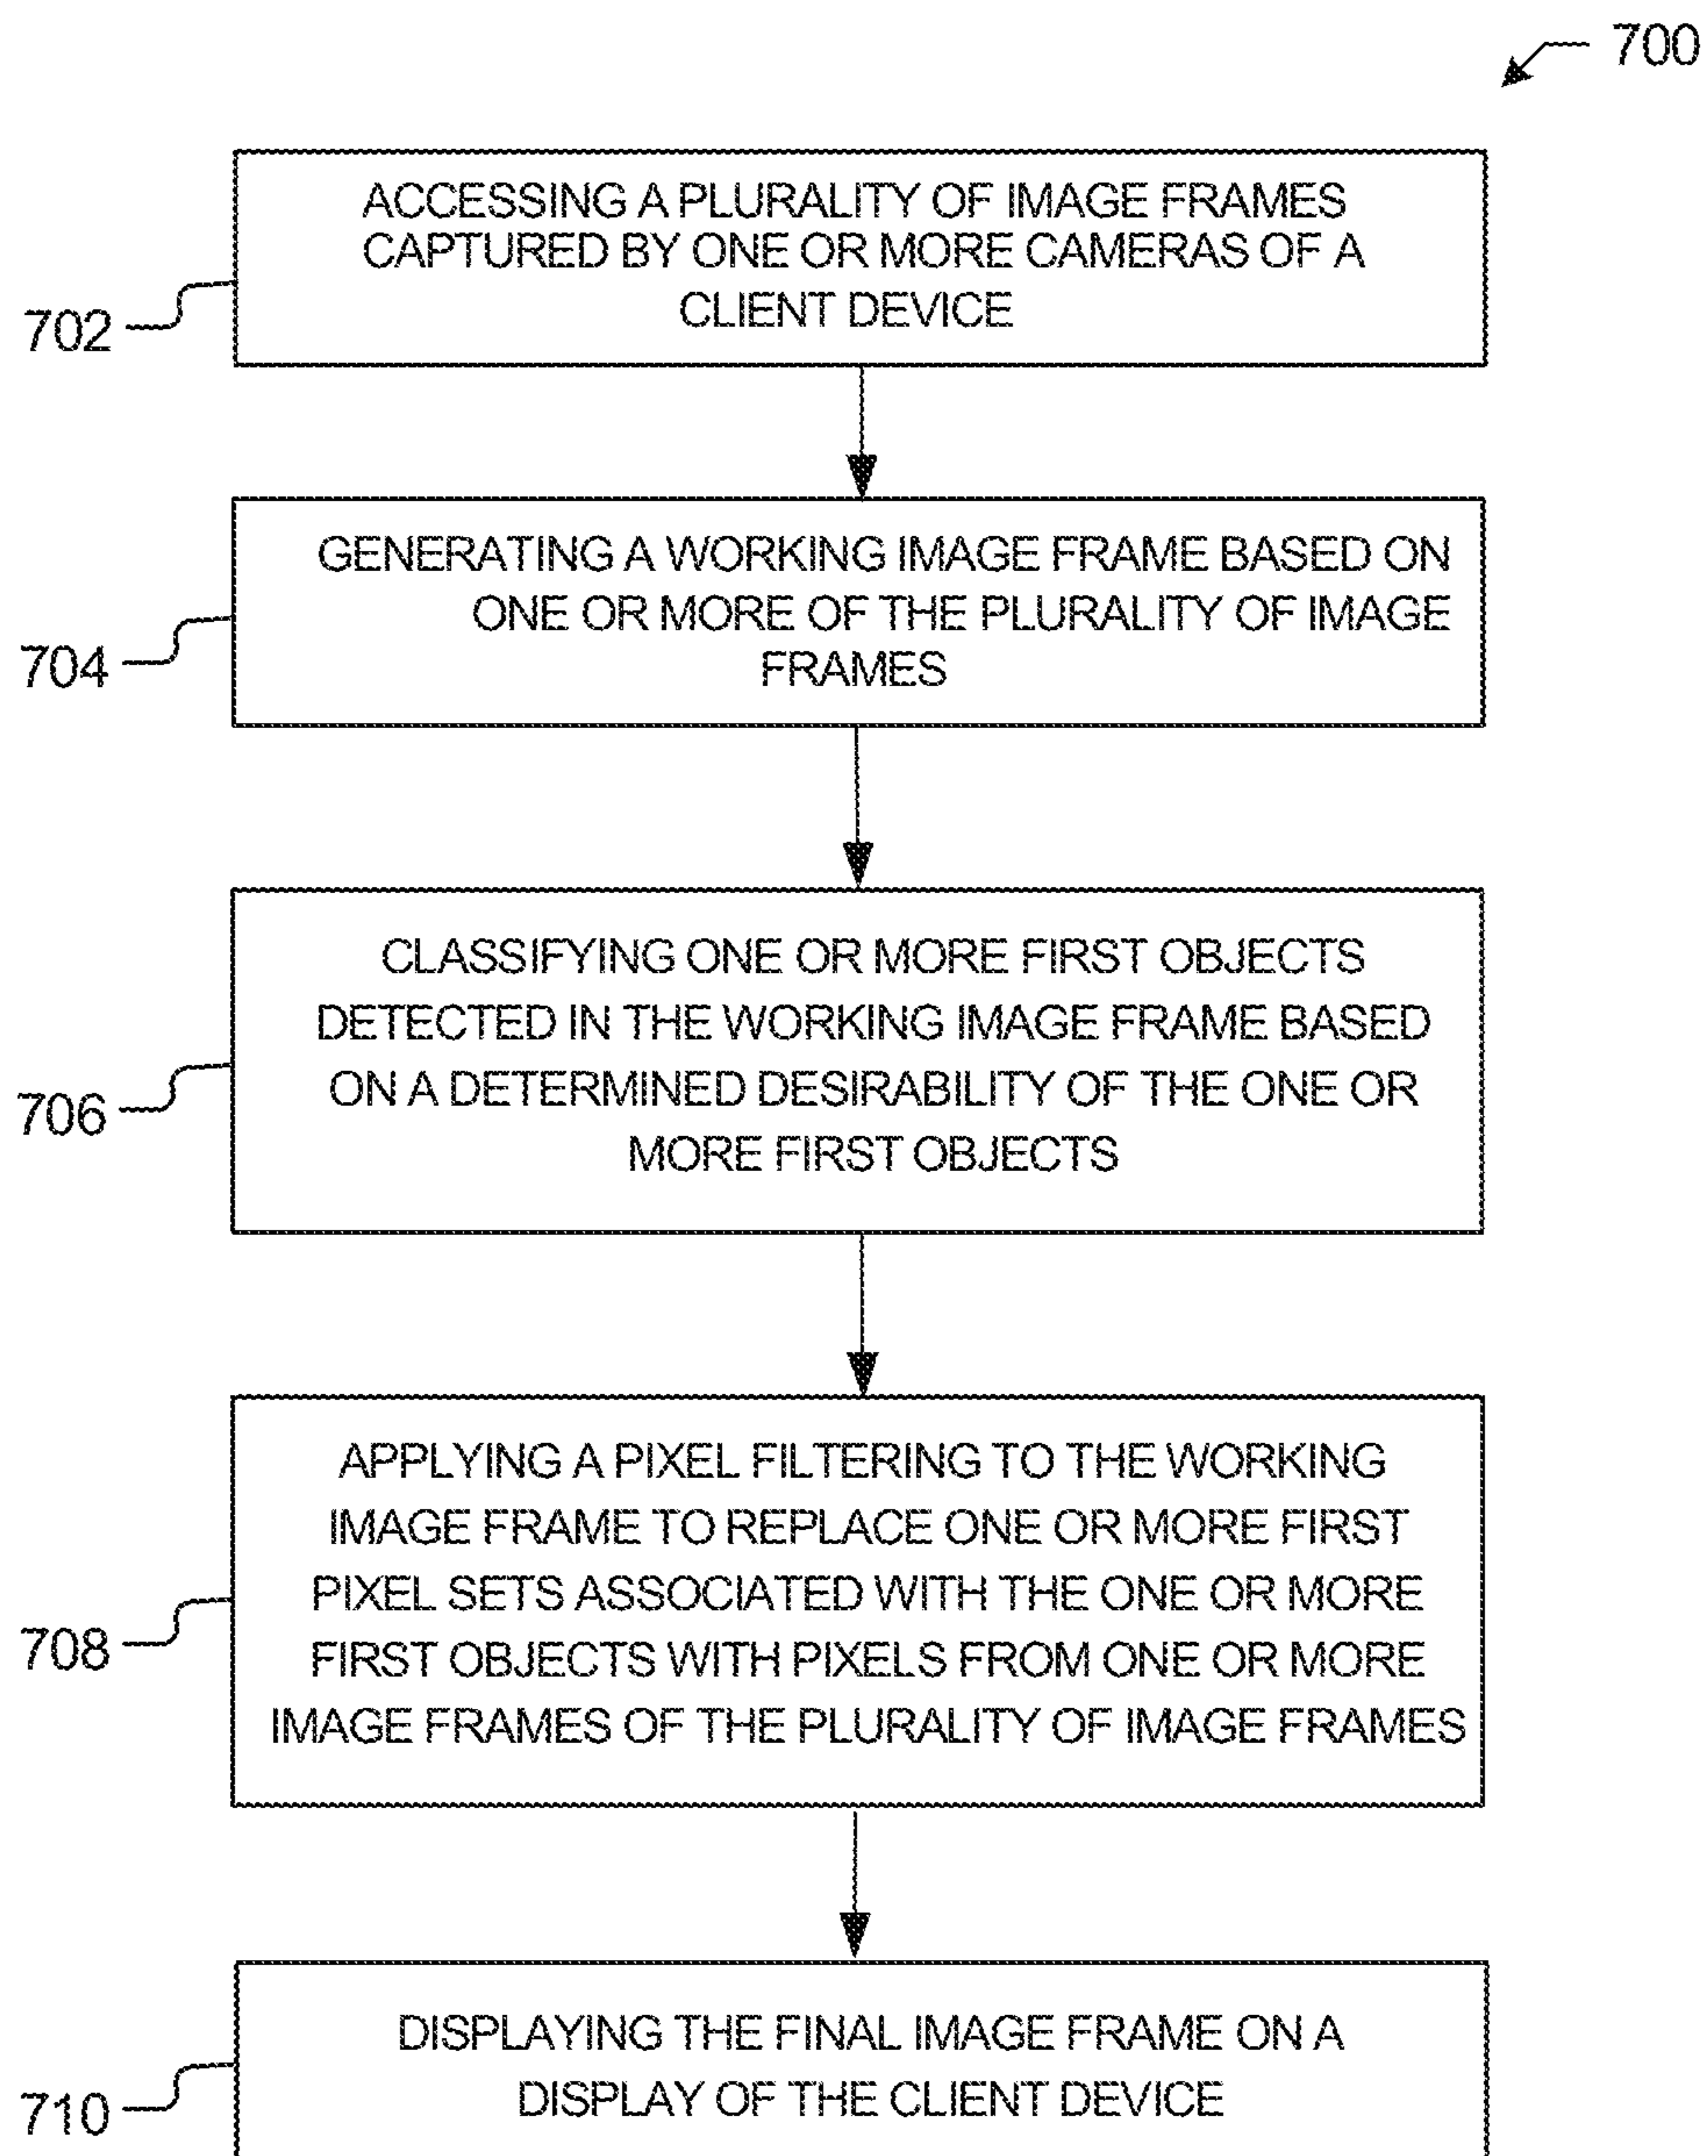 700
ACCESSING A PLURALITY OF IMAGE FRAMES
CAPTURED BY ONE OR MORE CAMERAS OF A
CLIENT DEVICE
702
GENERATING A WORKING IMAGE FRAME BASED ON
ONE OR MORE OF THE PLURALITY OF IMAGE
FRAMES
704
CLASSIFYING ONE OR MORE FIRST OBJECTS
DETECTED IN THE WORKING IMAGE FRAME BASED
ON A DETERMINED DESIRABILITY OF THE ONE OR
MORE FIRST OBJECTS
706
APPLYING A PIXEL FILTERING TO THE WORKING
IMAGE FRAME TO REPLACE ONE OR MORE FIRST
PIXEL SETS ASSOCIATED WITH THE ONE OR MORE
FIRST OBJECTS WITH PIXELS FROM ONE OR MORE
IMAGE FRAMES OF THE PLURALITY OF IMAGE FRAMES
708
DISPLAYING THE FINAL IMAGE FRAME ON A
DISPLAY OF THE CLIENT DEVICE
710